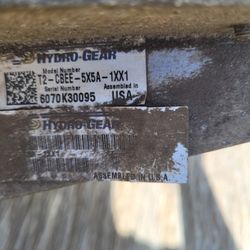 HYDRO-GEAR
Model Number
T2-CBEE-5X5A-1XX1
Serial Number Assembled in
6070K30095 USA
HYDRO-GEAR
ASSEMBLED IN U.S.A